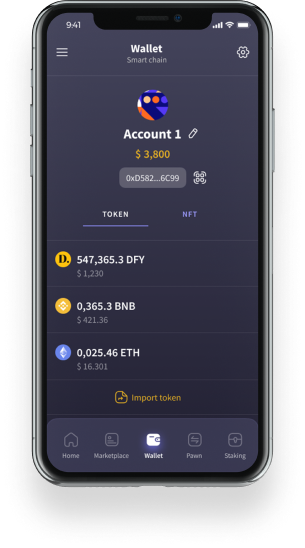 9:41
Wallet
Smart chain
Account 1
$ 3,800
0xD582...6C99
TOKEN NFT
D.
547,365.3 DFY
$ 1,230
0,365.3 BNB
$ 421.36
0,025.46 ETH
$ 16.301
Import token
Home Marketplace Wallet Pawn Staking